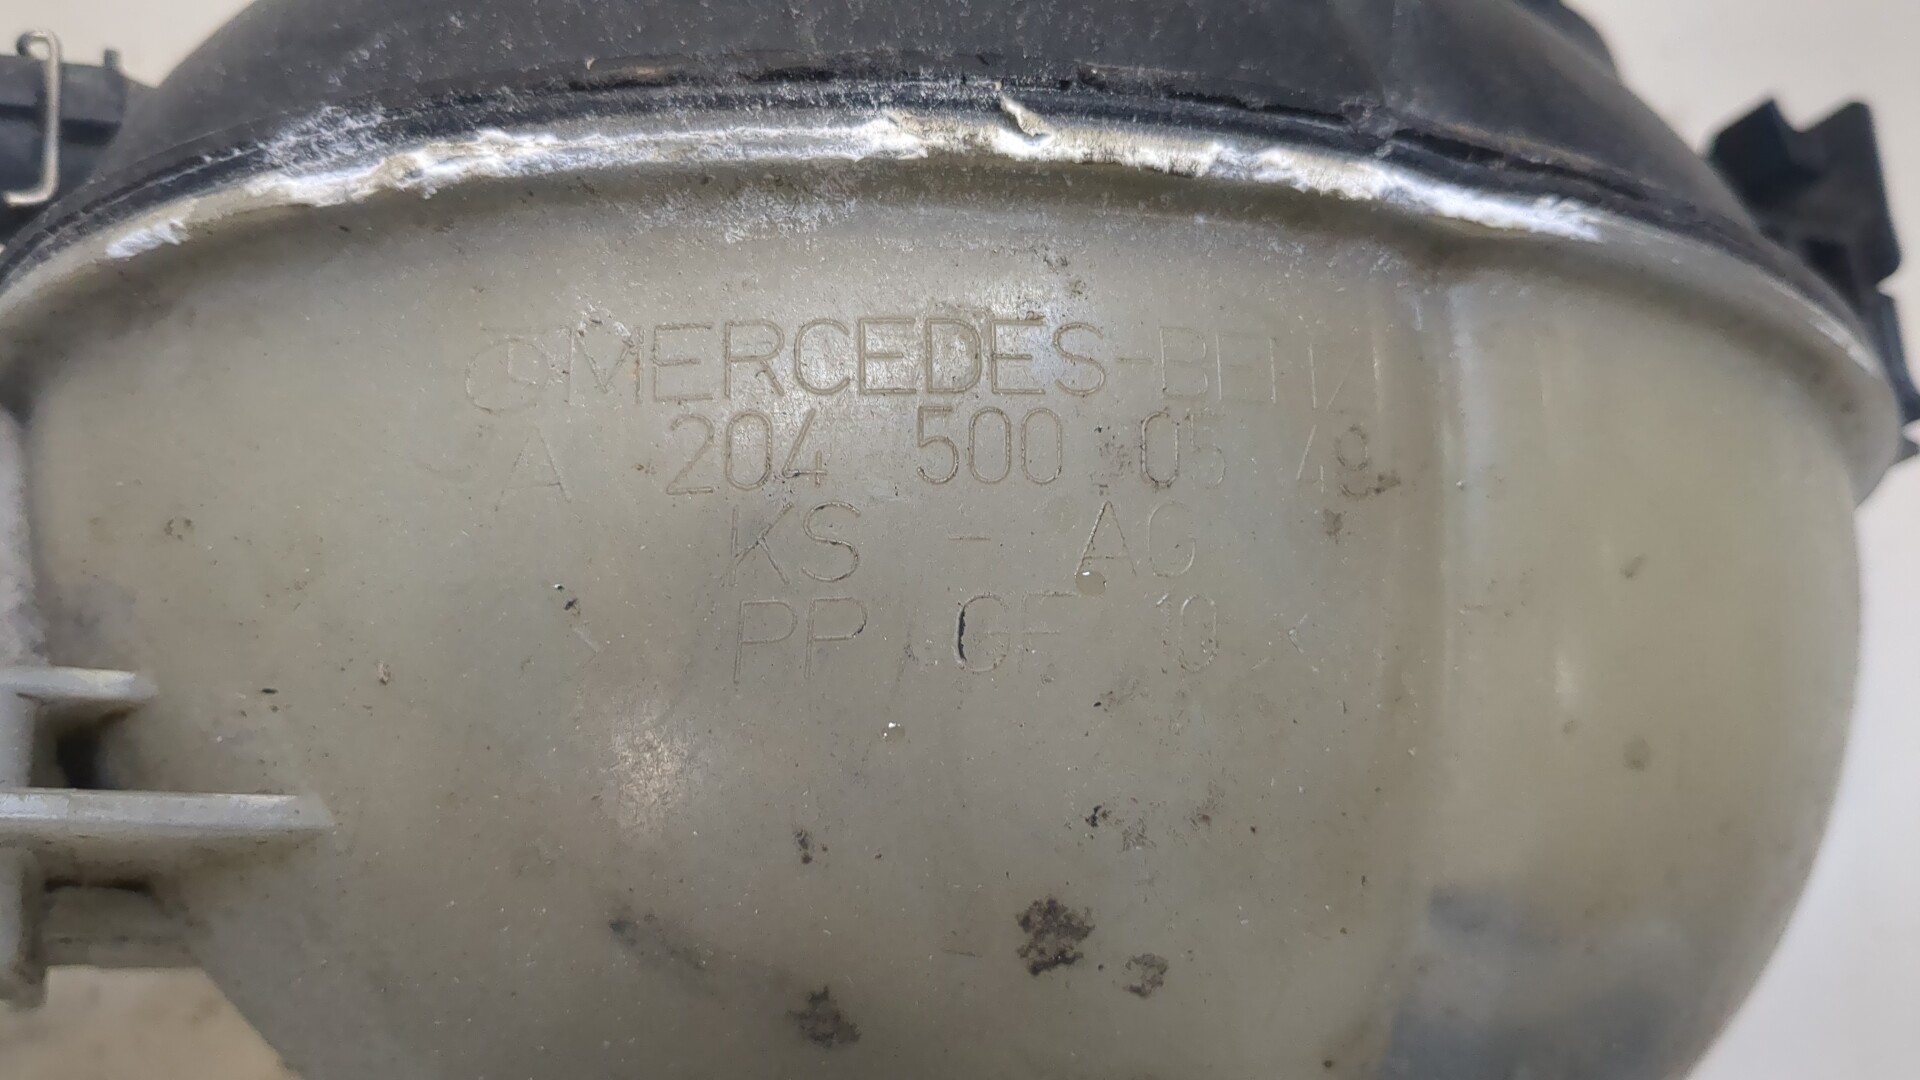 MERCEDES-BENZ
A 204 500 05 49
KS - AG
> PP-GF 10 <